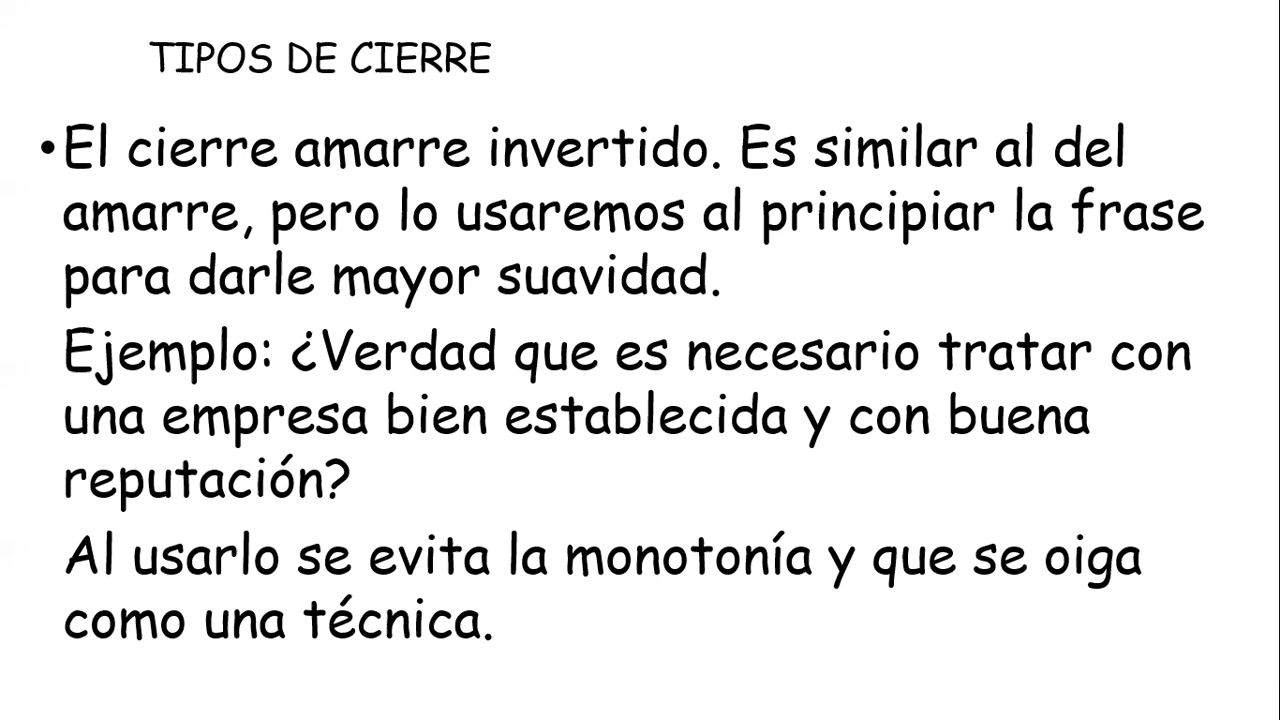 TIPOS DE CIERRE
•El cierre amarre invertido. Es similar al del
amarre, pero lo usaremos al principiar la frase
para darle mayor suavidad.
Ejemplo: ¿Verdad que es necesario tratar con
una empresa bien establecida y con buena
reputación?
Al usarlo se evita la monotonía y que se oiga
como una técnica.